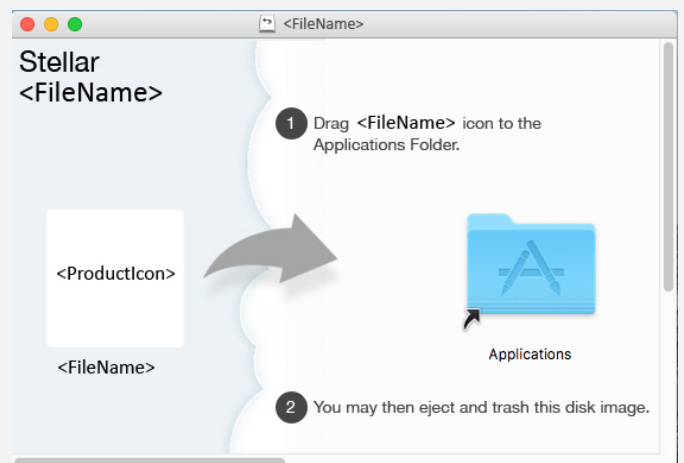 <FileName>
Stellar
<FileName>
1 Drag <FileName> icon to the
Applications Folder.
<ProductIcon>
<FileName>
Applications
2 You may then eject and trash this disk image.